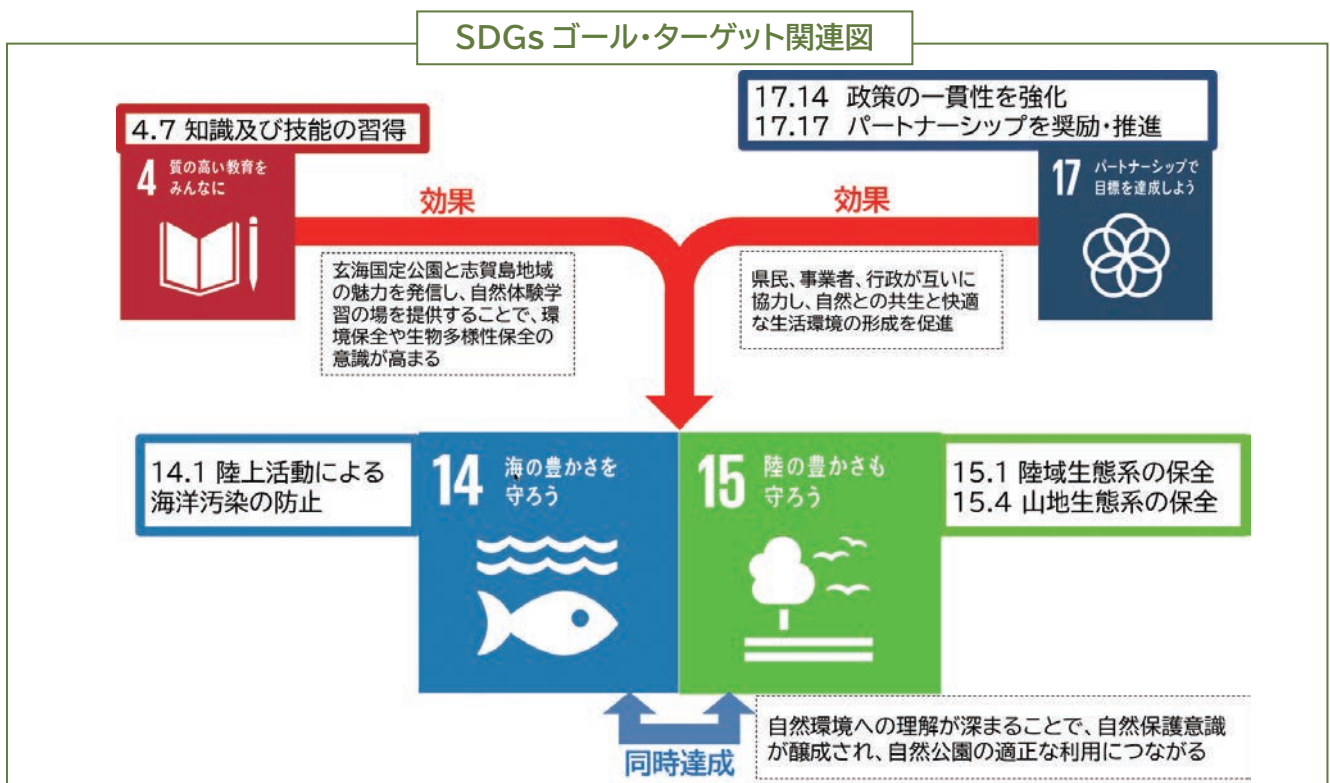 SDGs ゴール・ターゲット関連図
4.7 知識及び技能の習得
4 質の高い教育を
みんなに
17.14 政策の一貫性を強化
17.17 パートナーシップを奨励・推進
17 パートナーシップで
目標を達成しよう
効果
効果
玄海国定公園と志賀島地域
の魅力を発信し、自然体験学
習の場を提供することで、環
境保全や生物多様性保全の
意識が高まる
県民、事業者、行政が互いに
協力し、自然との共生と快適
な生活環境の形成を促進
14.1 陸上活動による
海洋汚染の防止
14 海の豊かさを
守ろう
15 陸の豊かさも
守ろう
15.1 陸域生態系の保全
15.4 山地生態系の保全
同時達成
自然環境への理解が深まることで、自然保護意識
が醸成され、自然公園の適正な利用につながる